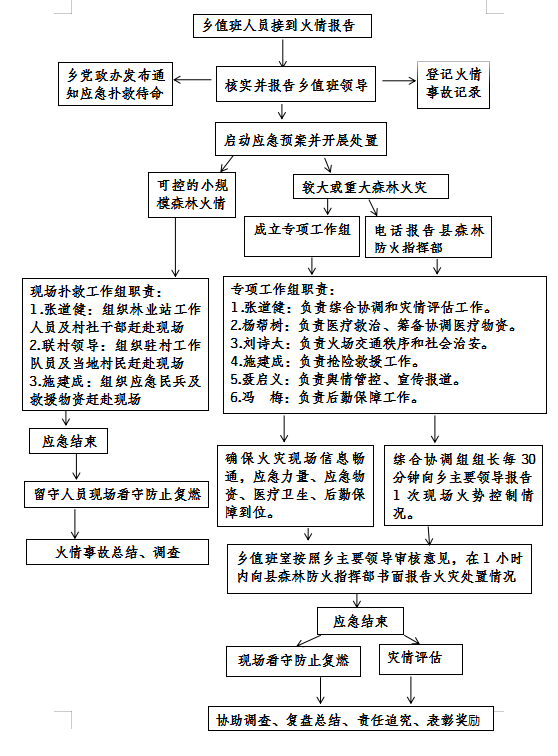 乡值班人员接到火情报告
乡党政办发布通
知应急扑救待命
核实并报告乡值班领导
登记火情
事故记录
启动应急预案并开展处置
可控的小规
模森林火情
较大或重大森林火灾
成立专项工作组
电话报告县森林
防火指挥部
现场扑救工作组职责：
1.张道健：组织林业站工作
人员及村社干部赶赴现场
2.联村领导：组织驻村工作
队员及当地村民赶赴现场
3.施建成：组织应急民兵及
救援物资赶赴现场
专项工作组职责：
1.张道健：负责综合协调和灾情评估工作。
2.杨帮树：负责医疗救治、筹备协调医疗物资。
3.刘诗太：负责火场交通秩序和社会治安。
4.施建成：负责抢险救援工作。
5.聂启义：负责舆情管控、宣传报道。
6.冯　梅：负责后勤保障工作。
应急结束
留守人员现场看守防止复燃
火情事故总结、调查
确保火灾现场信息畅
通，应急力量、应急物
资、医疗卫生、后勤保
障到位。
综合协调组组长每 30
分钟向乡主要领导报告
1 次现场火势控制情
况。
乡值班室按照乡主要领导审核意见，在 1 小时
内向县森林防火指挥部书面报告火灾处置情况
应急结束
现场看守防止复燃
灾情评估
协助调查、复盘总结、责任追究、表彰奖励